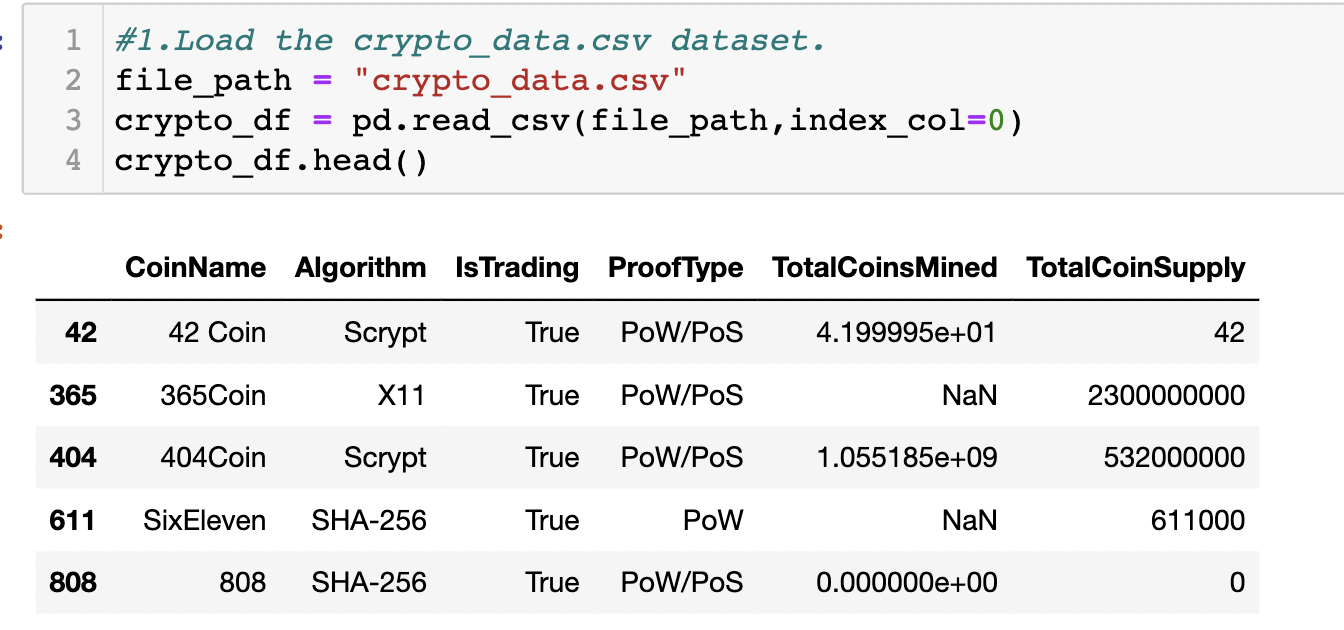 1 #1.Load the crypto_data.csv dataset.
2 file_path = "crypto_data.csv"
3 crypto_df = pd.read_csv(file_path,index_col=0)
4 crypto_df.head()
CoinName Algorithm IsTrading ProofType TotalCoinsMined TotalCoinSupply
42 42 Coin Scrypt True PoW/PoS 4.199995e+01 42
365 365Coin X11 True PoW/PoS NaN 2300000000
404 404Coin Scrypt True PoW/PoS 1.055185e+09 532000000
611 SixEleven SHA-256 True PoW NaN 611000
808 808 SHA-256 True PoW/PoS 0.000000e+00 0